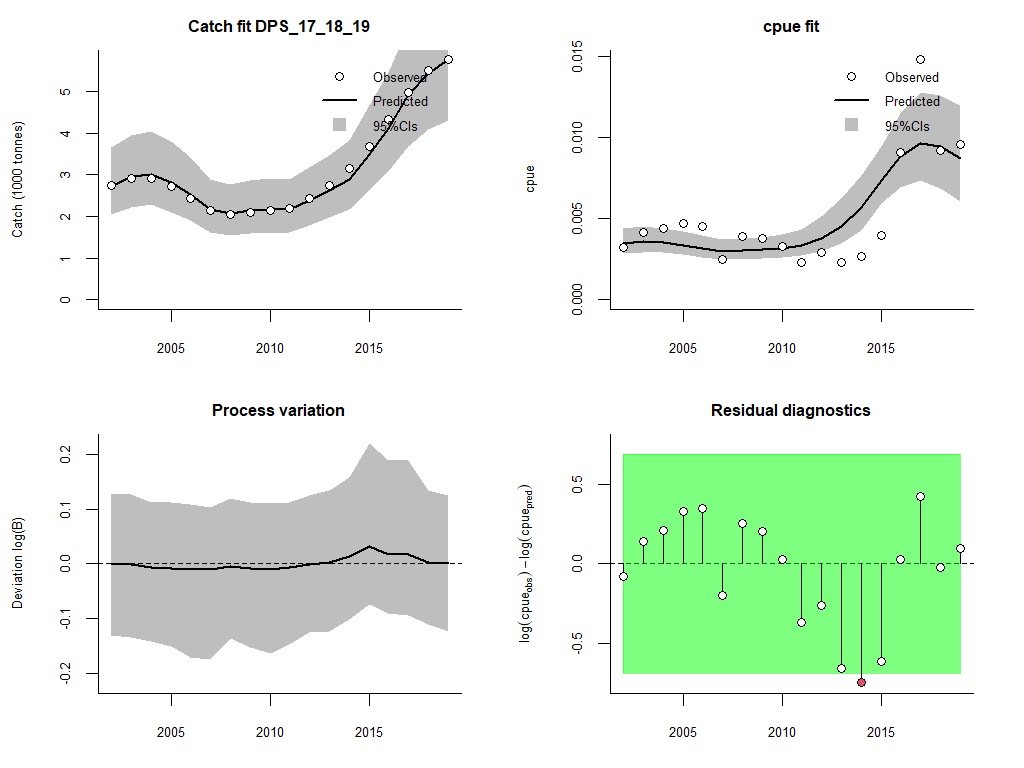 Catch fit DPS_17_18_19
Catch (1000 tonnes)
0 1 2 3 4 5
Observed
Predicted
95%CIs
2005 2010 2015
cpue fit
cpue
0.000 0.005 0.010 0.015
Observed
Predicted
95%CIs
2005 2010 2015
Process variation
Deviation log(B)
-0.2 -0.1 0.0 0.1 0.2
2005 2010 2015
Residual diagnostics
log(cpue_obs) − log(cpue_pred)
-0.5 0.0 0.5
2005 2010 2015